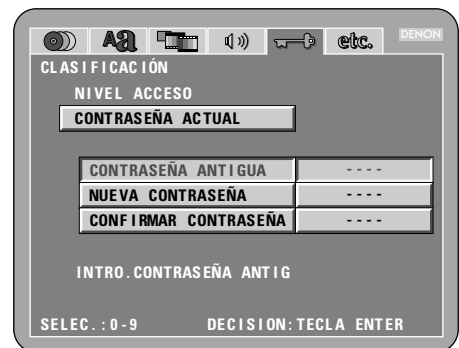 Aa etc. DENON
CLASIFICACIÓN
NIVEL ACCESO
CONTRASEÑA ACTUAL
CONTRASEÑA ANTIGUA ----
NUEVA CONTRASEÑA ----
CONFIRMAR CONTRASEÑA ----
INTRO.CONTRASEÑA ANTIG
SELEC.:0-9 DECISION:TECLA ENTER